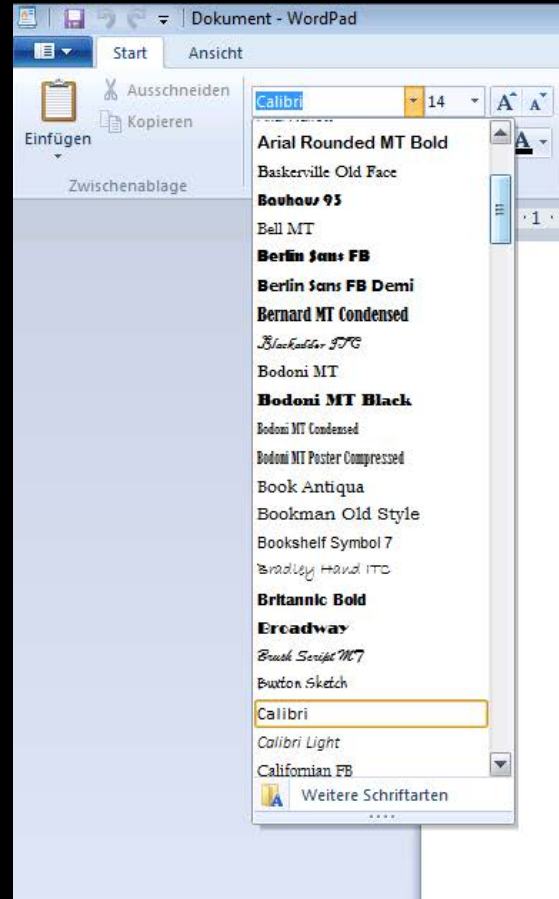 Dokument - WordPad
Start Ansicht
Ausschneiden
Kopieren
Einfügen
Zwischenablage
Calibri 14 A A
A
1
Arial Rounded MT Bold
Baskerville Old Face
Bauhaus 93
Bell MT
Berlin Sans FB
Berlin Sans FB Demi
Bernard MT Condensed
Blackadder ITC
Bodoni MT
Bodoni MT Black
Bodoni MT Condensed
Bodoni MT Poster Compressed
Book Antiqua
Bookman Old Style
Bookshelf Symbol 7
Bradley Hand ITC
Britannic Bold
Broadway
Brush Script MT
Buxton Sketch
Calibri
Calibri Light
Californian FB
Weitere Schriftarten